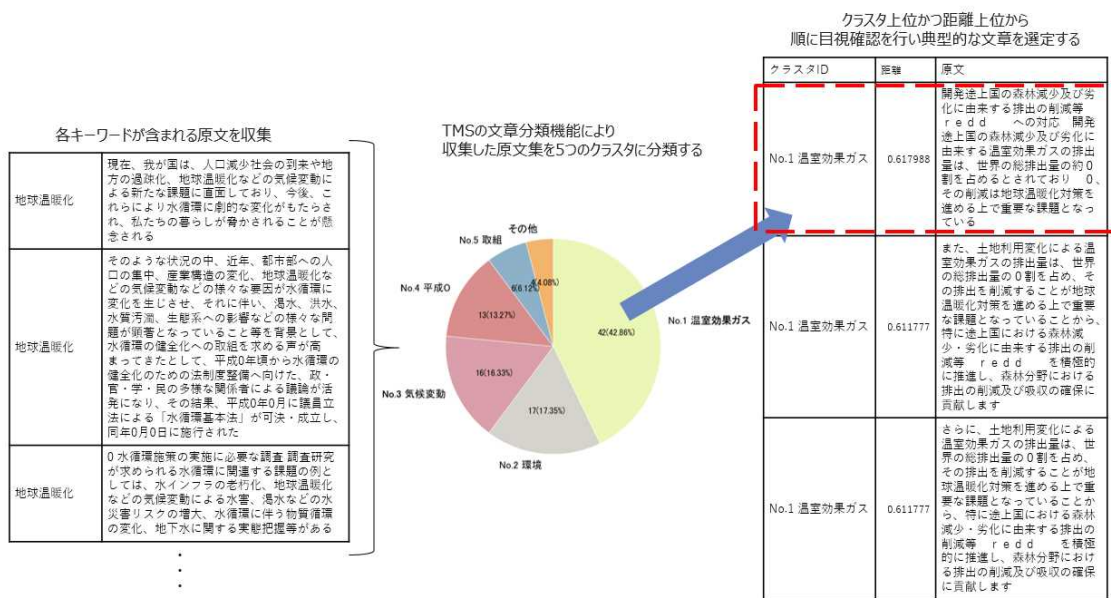 各キーワードが含まれる原文を収集
地球温暖化
現在、我が国は、人口減少社会の到来や地
方の過疎化、地球温暖化などの気候変動に
よる新たな課題に直面しており、今後、こ
れらにより水循環に劇的な変化がもたらさ
れ、私たちの暮らしが脅かされることが懸
念される
地球温暖化
そのような状況の中、近年、都市部への人
口の集中、産業構造の変化、地球温暖化な
どの気候変動などの様々な要因が水循環に
変化を生じさせ、それに伴い、渇水、洪水、
水質汚濁、生態系への影響などの様々な問
題が顕著となっていること等を背景として、
水循環の健全化への取組を求める声が高
まってきたとして、平成0年頃から水循環の
健全化のための法制度整備へ向けた、政・
官・学・民の多様な関係者による議論が活
発になり、その結果、平成0年0月に議員立
法による「水循環基本法」が可決・成立し、
同年0月0日に施行された
地球温暖化
0 水循環施策の実施に必要な調査 調査研究
が求められる水循環に関連する課題の例と
しては、水インフラの老朽化、地球温暖化
などの気候変動による水害、渇水などの水
災害リスクの増大、水循環に伴う物質循環
の変化、地下水に関する実態把握等がある
・
・
・
TMSの文章分類機能により
収集した原文集を5つのクラスタに分類する
その他
4(4.08%)
No.5 取組
6(6.12%)
No.4 平成0
13(13.27%)
No.3 気候変動
16(16.33%)
No.2 環境
17(17.35%)
No.1 温室効果ガス
42(42.86%)
クラスタ上位かつ距離上位から
順に目視確認を行い典型的な文章を選定する
クラスタID 距離 原文
No.1 温室効果ガス 0.617988
開発途上国の森林減少及び劣
化に由来する排出の削減等
ｒｅｄｄ への対応 開発
途上国の森林減少及び劣化に
由来する温室効果ガスの排出
量は、世界の総排出量の約０
割を占めるとされており ０、
その削減は地球温暖化対策を
進める上で重要な課題となっ
ている
No.1 温室効果ガス 0.611777
また、土地利用変化による温
室効果ガスの排出量は、世界
の総排出量の０割を占め、そ
の排出を削減することが地球
温暖化対策を進める上で重要
な課題となっていることから、
特に途上国における森林減
少・劣化に由来する排出の削
減等 ｒｅｄｄ を積極的
に推進し、森林分野における
排出の削減及び吸収の確保に
貢献します
No.1 温室効果ガス 0.611777
さらに、土地利用変化による
温室効果ガスの排出量は、世
界の総排出量の０割を占め、
その排出を削減することが地
球温暖化対策を進める上で重
要な課題となっていることか
ら、特に途上国における森林
減少・劣化に由来する排出の
削減等 ｒｅｄｄ を積極
的に推進し、森林分野におけ
る排出の削減及び吸収の確保
に貢献します